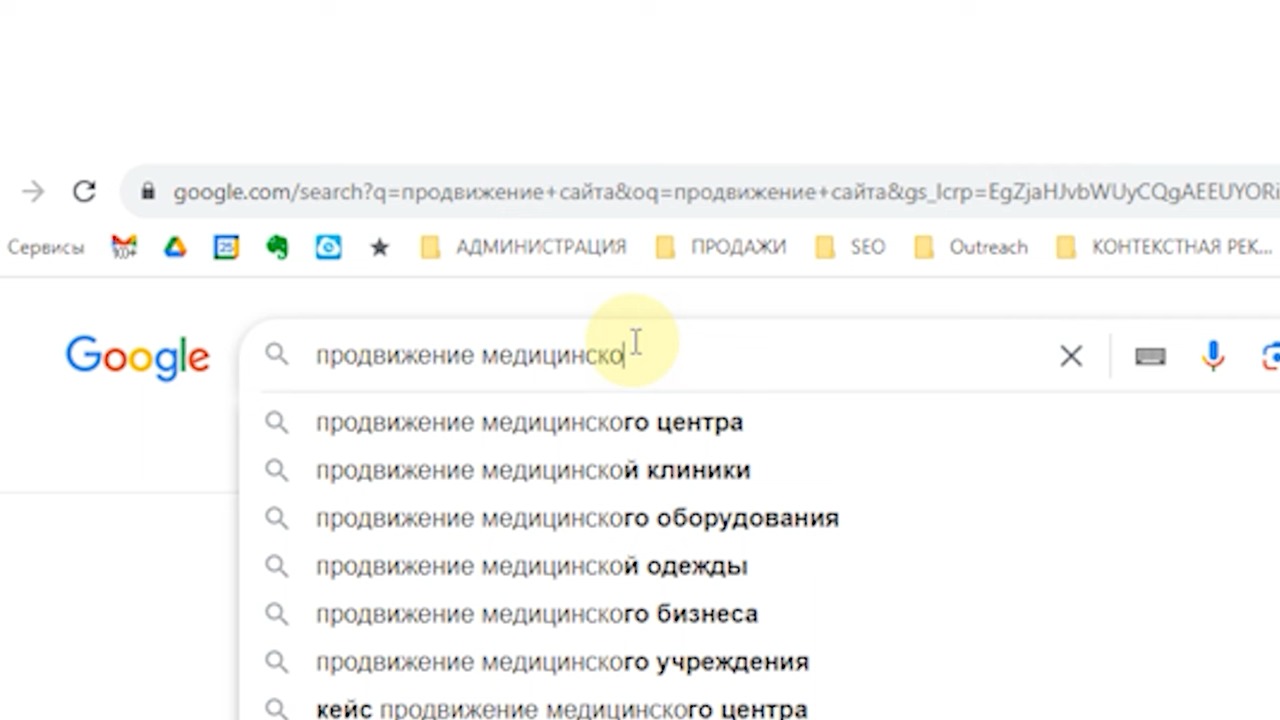 google.com/search?q=продвижение+сайта&oq=продвижение+сайта&gs_lcrp=EgZjaHJvbWUyCQgAEEUYORi
Сервисы 25 АДМИНИСТРАЦИЯ ПРОДАЖИ SEO Outreach КОНТЕКСТНАЯ РЕК...
Google продвижение медицинско
продвижение медицинского центра
продвижение медицинской клиники
продвижение медицинского оборудования
продвижение медицинской одежды
продвижение медицинского бизнеса
продвижение медицинского учреждения
кейс продвижение медицинского центра